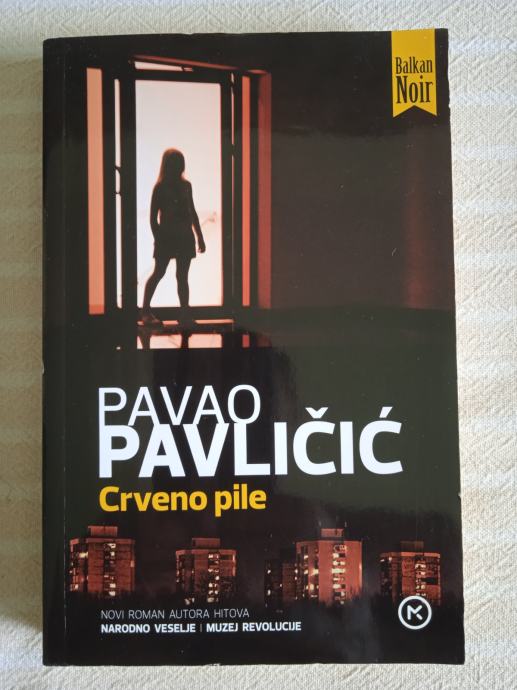 Balkan
Noir
PAVAO
PAVLIČIĆ
Crveno pile
NOVI ROMAN AUTORA HITOVA
NARODNO VESELJE | MUZEJ REVOLUCIJE